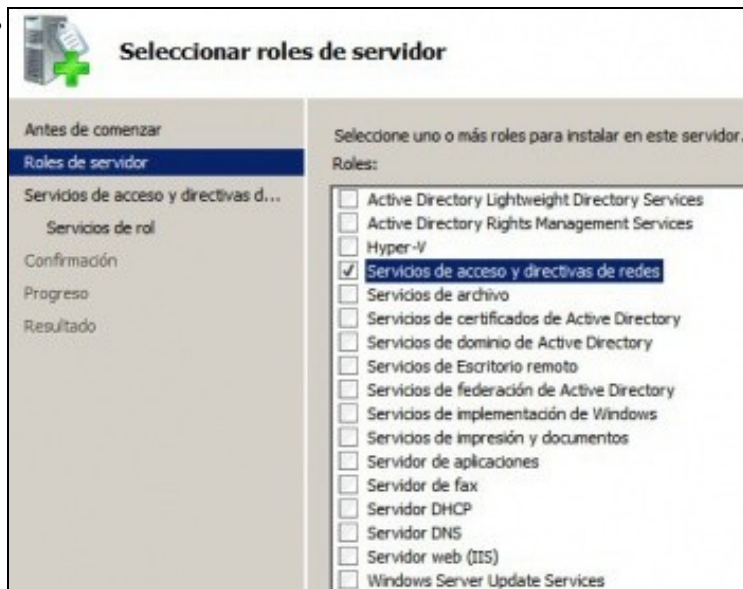 Seleccionar roles de servidor
Antes de comenzar
Roles de servidor
Servicios de acceso y directivas d...
Servicios de rol
Confirmación
Progreso
Resultado
Seleccione uno o más roles para instalar en este servidor.
Roles:
Active Directory Lightweight Directory Services
Active Directory Rights Management Services
Hyper-V
Servicios de acceso y directivas de redes
Servicios de archivo
Servicios de certificados de Active Directory
Servicios de dominio de Active Directory
Servicios de Escritorio remoto
Servicios de federación de Active Directory
Servicios de implementación de Windows
Servicios de impresión y documentos
Servidor de aplicaciones
Servidor de fax
Servidor DHCP
Servidor DNS
Servidor web (IIS)
Windows Server Update Services